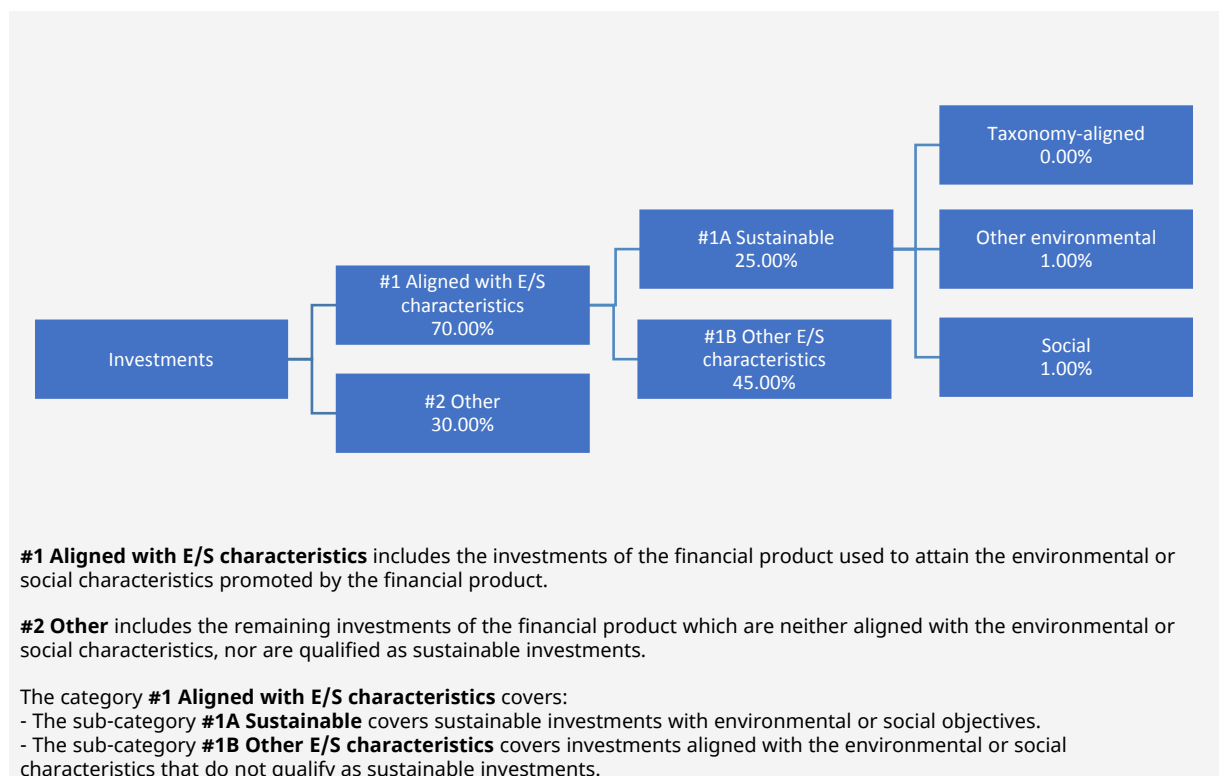 Taxonomy-aligned
0.00%
#1A Sustainable
25.00%
Other environmental
1.00%
#1 Aligned with E/S
characteristics
70.00%
Investments
#1B Other E/S
characteristics
45.00%
Social
1.00%
#2 Other
30.00%
#1 Aligned with E/S characteristics includes the investments of the financial product used to attain the environmental or
social characteristics promoted by the financial product.
#2 Other includes the remaining investments of the financial product which are neither aligned with the environmental or
social characteristics, nor are qualified as sustainable investments.
The category #1 Aligned with E/S characteristics covers:
- The sub-category #1A Sustainable covers sustainable investments with environmental or social objectives.
- The sub-category #1B Other E/S characteristics covers investments aligned with the environmental or social
characteristics that do not qualify as sustainable investments.